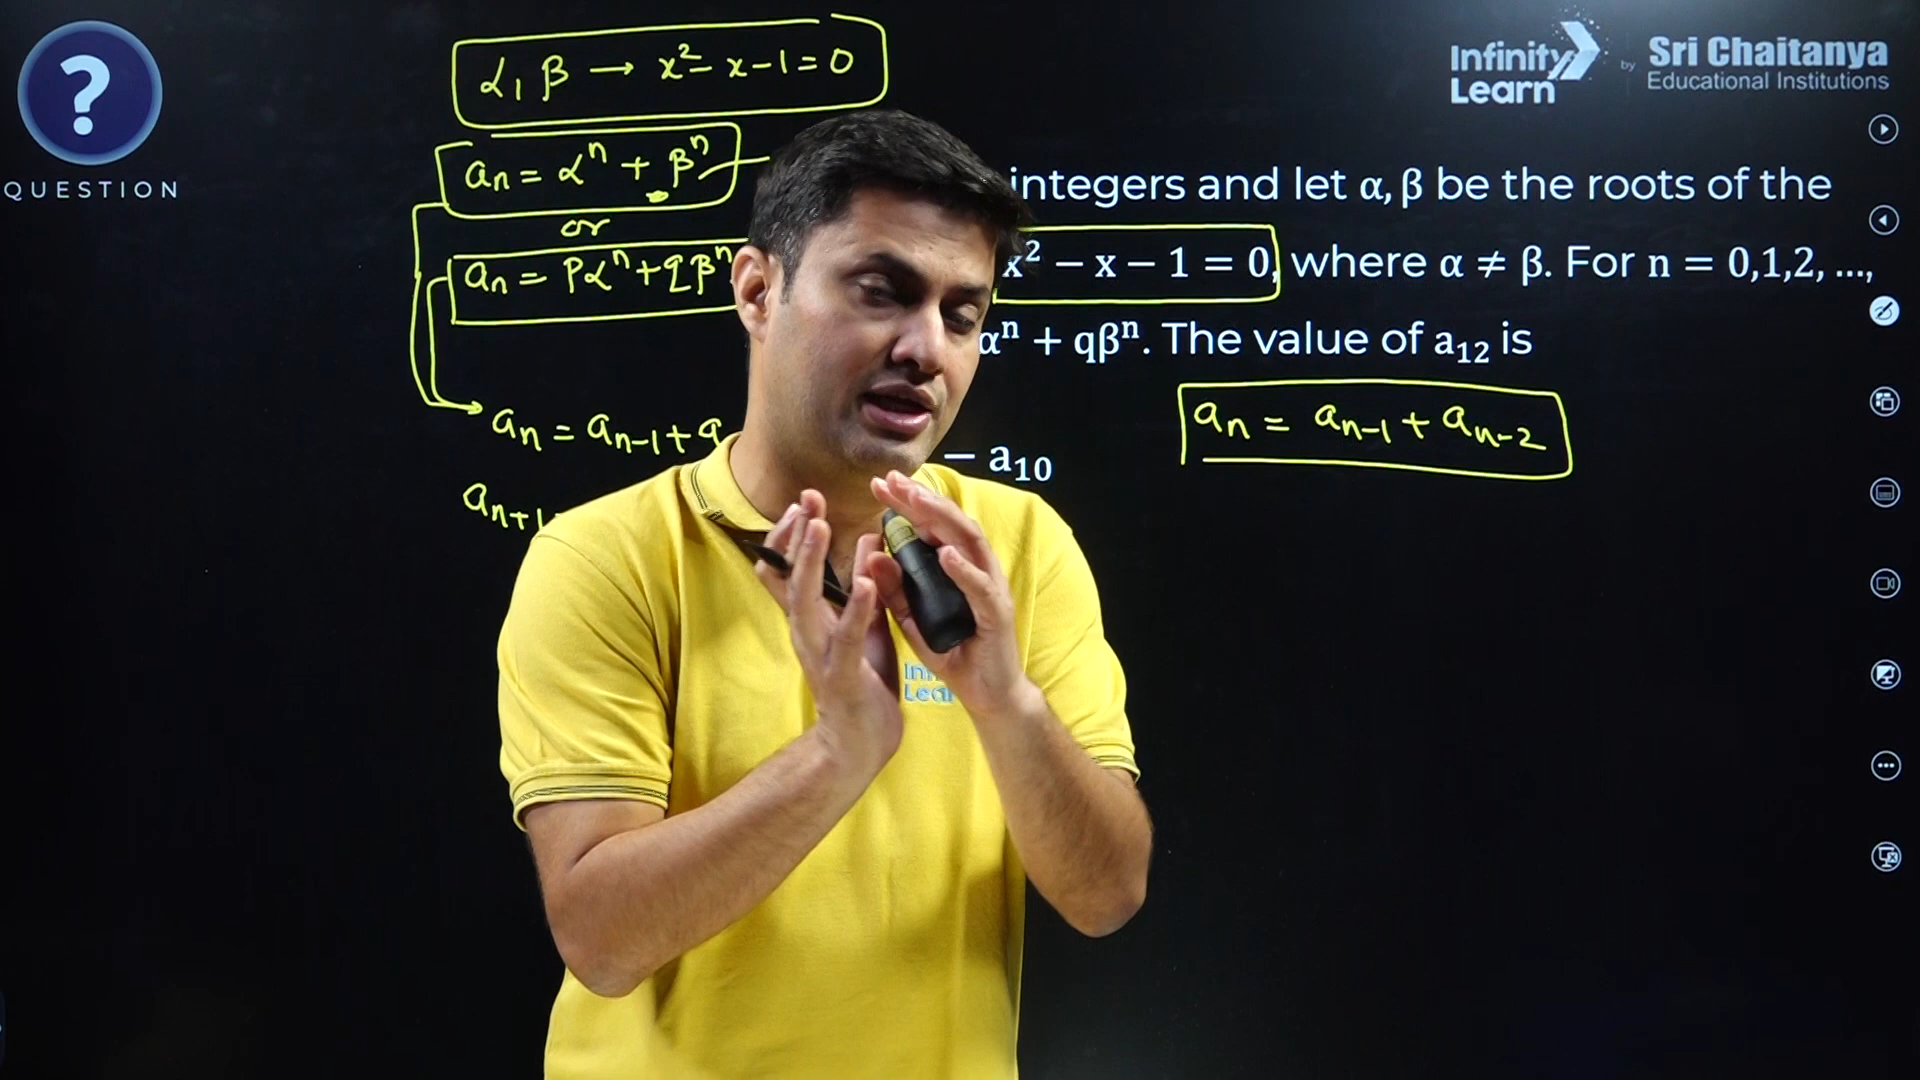 ?
QUESTION
α, β → x² - x - 1 = 0
aₙ = αⁿ + βⁿ
or
aₙ = pαⁿ + qβⁿ
aₙ = aₙ₋₁ + a
aₙ₊₁
Infinity Learn
by
Sri Chaitanya
Educational Institutions
integers and let α, β be the roots of the
x² − x − 1 = 0, where α ≠ β. For n = 0,1,2, ...,
αⁿ + qβⁿ. The value of a₁₂ is
− a₁₀
aₙ = aₙ₋₁ + aₙ₋₂